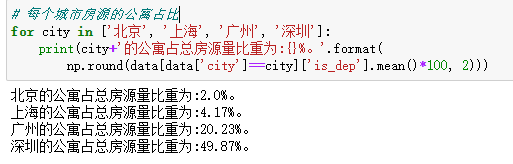 # 每个城市房源的公寓占比
for city in ['北京', '上海', '广州', '深圳']:
    print(city+'的公寓占总房源量比重为:{}%。'.format(
        np.round(data[data['city']==city]['is_dep'].mean()*100, 2)))
北京的公寓占总房源量比重为:2.0%。
上海的公寓占总房源量比重为:4.17%。
广州的公寓占总房源量比重为:20.23%。
深圳的公寓占总房源量比重为:49.87%。